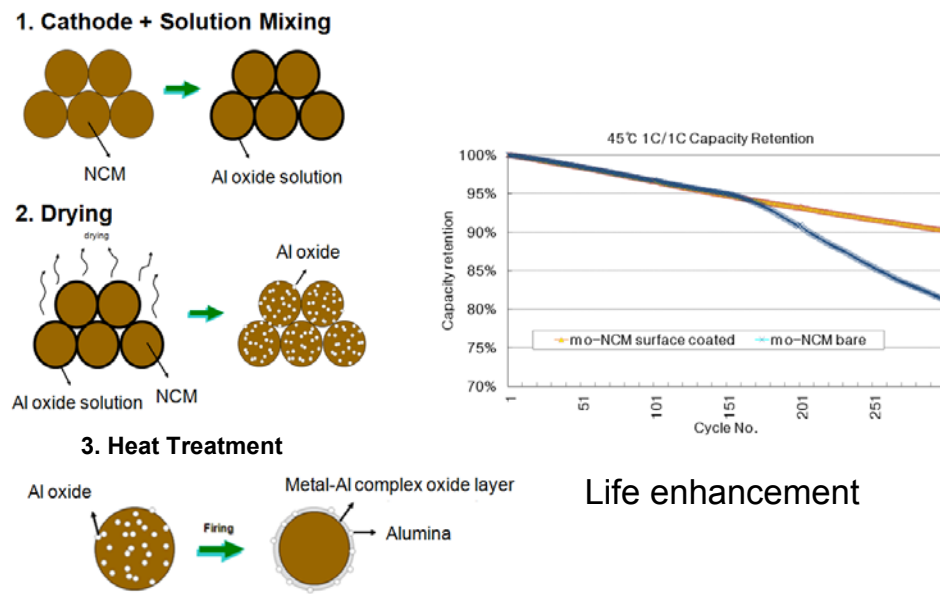 1. Cathode + Solution Mixing
NCM
Al oxide solution
2. Drying
drying
Al oxide
Al oxide solution
NCM
3. Heat Treatment
Al oxide
Firing
Metal-Al complex oxide layer
Alumina
45℃ 1C/1C Capacity Retention
Capacity retention
100%
95%
90%
85%
80%
75%
70%
mo-NCM surface coated
mo-NCM bare
1
51
101
151
201
251
Cycle No.
Life enhancement